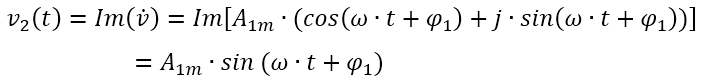 v₂(t) = Im(v̇) = Im[A₁ₘ · (cos(ω · t + φ₁) + j · sin(ω · t + φ₁))]
= A₁ₘ · sin (ω · t + φ₁)